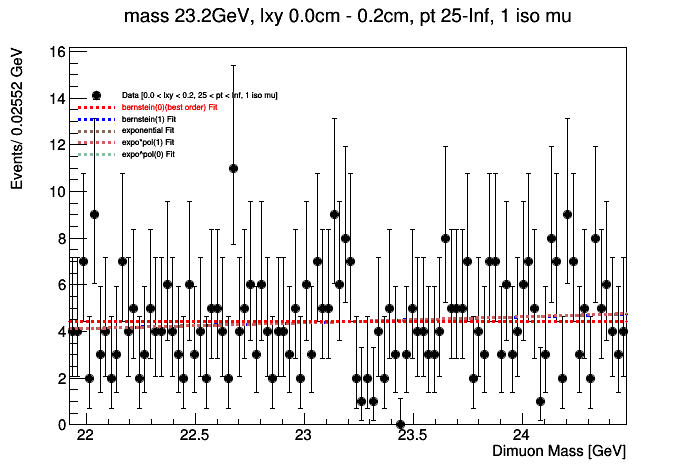 mass 23.2GeV, lxy 0.0cm - 0.2cm, pt 25-Inf, 1 iso mu
Events/ 0.02552 GeV
16
14
12
10
8
6
4
2
0
Data [0.0 < lxy < 0.2, 25 < pt < Inf, 1 iso mu]
bernstein(0)(best order) Fit
bernstein(1) Fit
exponential Fit
expo*pol(1) Fit
expo*pol(0) Fit
22
22.5
23
23.5
24
Dimuon Mass [GeV]